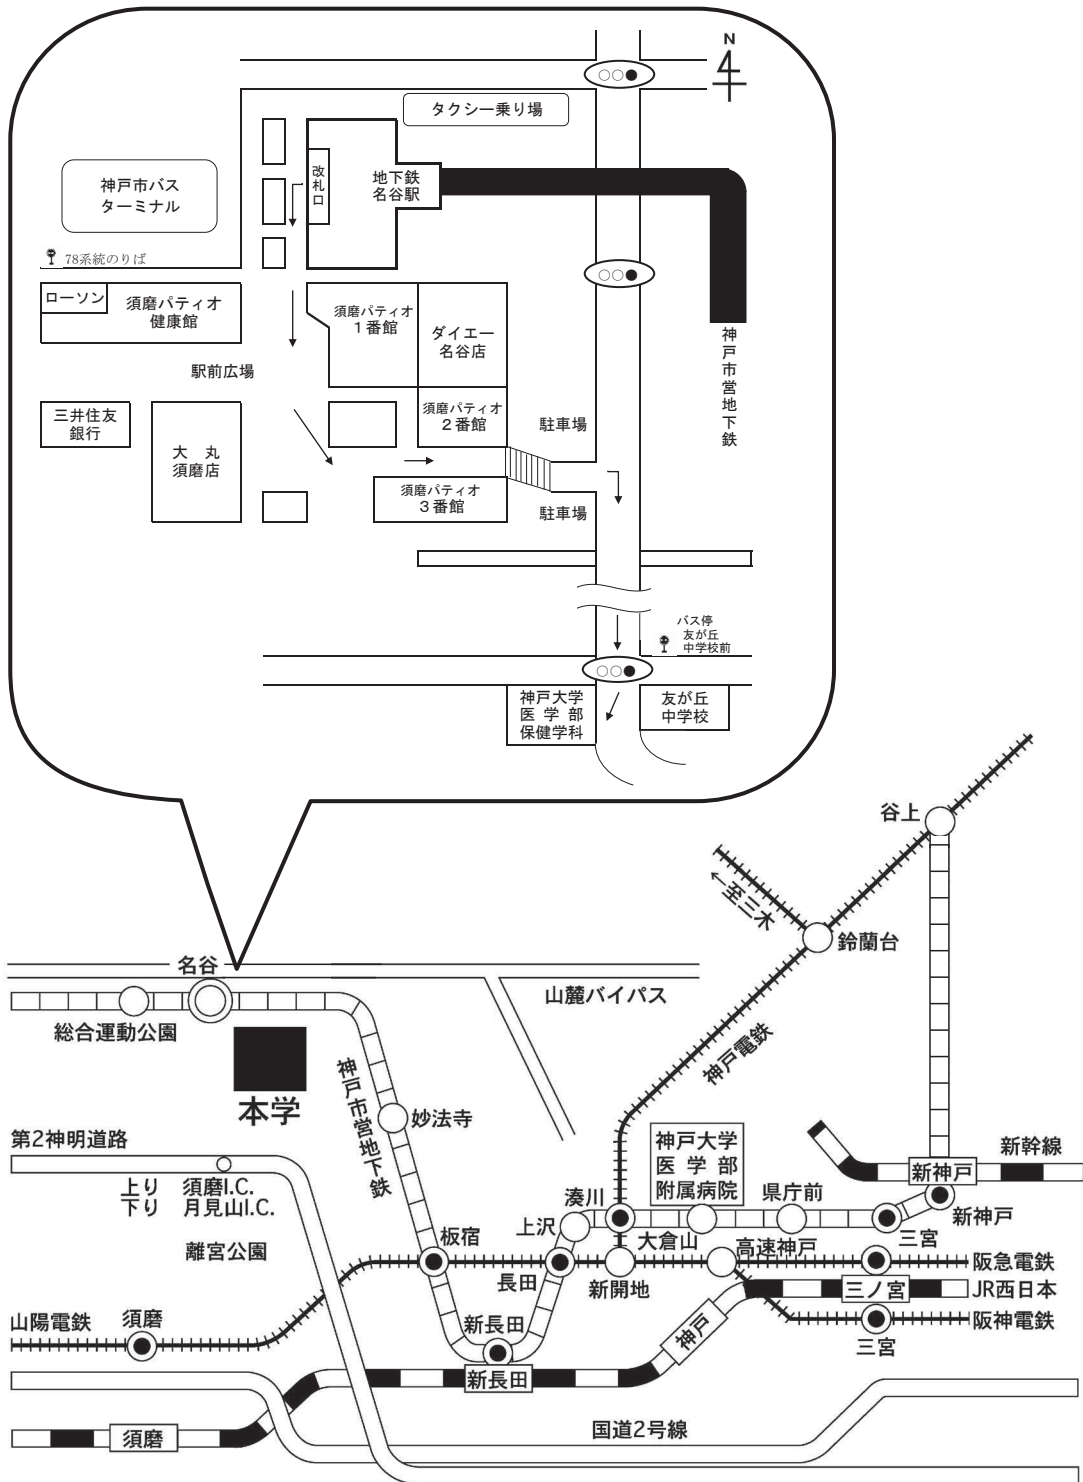 N
タクシー乗り場
神戸市バス
ターミナル
改札口
地下鉄
名谷駅
78系統のりば
ローソン
須磨パティオ
健康館
須磨パティオ
1番館
ダイエー
名谷店
神戸市営地下鉄
駅前広場
三井住友
銀行
大 丸
須磨店
須磨パティオ
2番館
駐車場
須磨パティオ
3番館
駐車場
バス停
友が丘
中学校前
神戸大学
医 学 部
保健学科
友が丘
中学校
谷上
←至三木
鈴蘭台
名谷
山麓バイパス
総合運動公園
神戸電鉄
本学
神戸市営地下鉄
妙法寺
第2神明道路
上り 須磨I.C.
下り 月見山I.C.
離宮公園
神戸大学
医 学 部
附属病院
新幹線
新神戸
湊川
県庁前
新神戸
上沢
大倉山
三宮
板宿
高速神戸
阪急電鉄
長田
新開地
三ノ宮
JR西日本
山陽電鉄
須磨
新長田
神戸
阪神電鉄
三宮
新長田
須磨
国道2号線